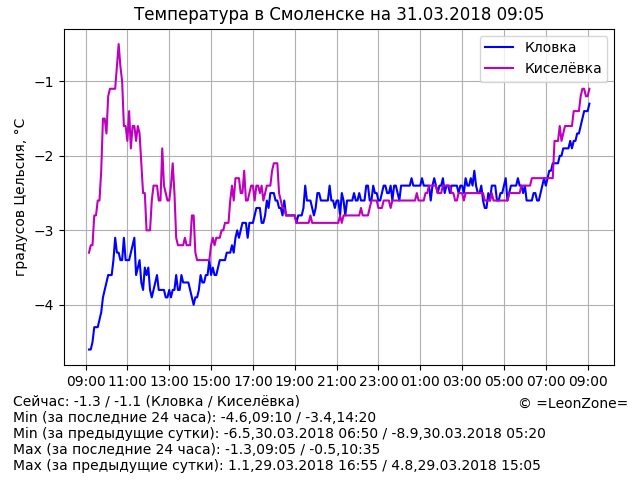 Температура в Смоленске на 31.03.2018 09:05
Кловка
Киселёвка
градусов Цельсия, °C
−1
−2
−3
−4
09:00 11:00 13:00 15:00 17:00 19:00 21:00 23:00 01:00 03:00 05:00 07:00 09:00
Сейчас: -1.3 / -1.1 (Кловка / Киселёвка)
© =LeonZone=
Min (за последние 24 часа): -4.6,09:10 / -3.4,14:20
Min (за предыдущие сутки): -6.5,30.03.2018 06:50 / -8.9,30.03.2018 05:20
Max (за последние 24 часа): -1.3,09:05 / -0.5,10:35
Max (за предыдущие сутки): 1.1,29.03.2018 16:55 / 4.8,29.03.2018 15:05